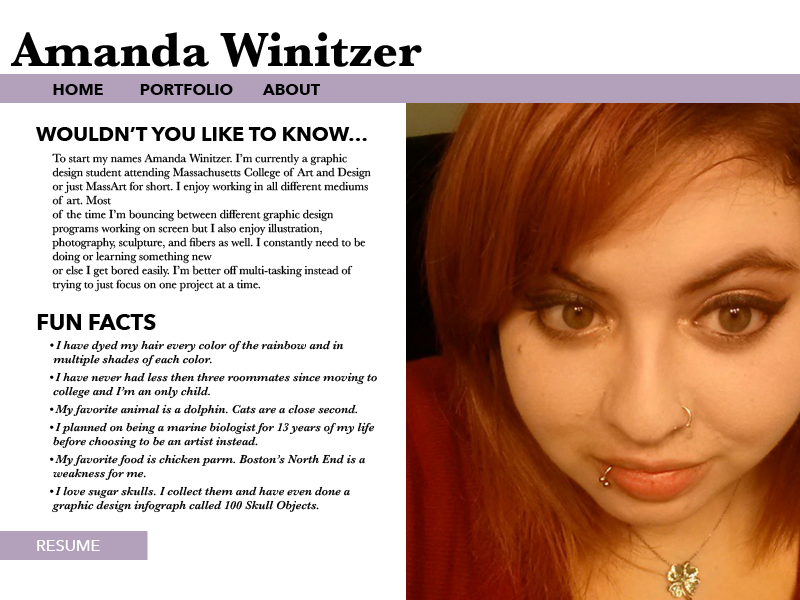 Amanda Winitzer
HOME PORTFOLIO ABOUT
WOULDN'T YOU LIKE TO KNOW...
To start my names Amanda Winitzer. I'm currently a graphic
design student attending Massachusetts College of Art and Design
or just MassArt for short. I enjoy working in all different mediums
of art. Most
of the time I'm bouncing between different graphic design
programs working on screen but I also enjoy illustration,
photography, sculpture, and fibers as well. I constantly need to be
doing or learning something new
or else I get bored easily. I'm better off multi-tasking instead of
trying to just focus on one project at a time.
FUN FACTS
• I have dyed my hair every color of the rainbow and in
multiple shades of each color.
• I have never had less then three roommates since moving to
college and I'm an only child.
• My favorite animal is a dolphin. Cats are a close second.
• I planned on being a marine biologist for 13 years of my life
before choosing to be an artist instead.
• My favorite food is chicken parm. Boston's North End is a
weakness for me.
• I love sugar skulls. I collect them and have even done a
graphic design infograph called 100 Skull Objects.
RESUME